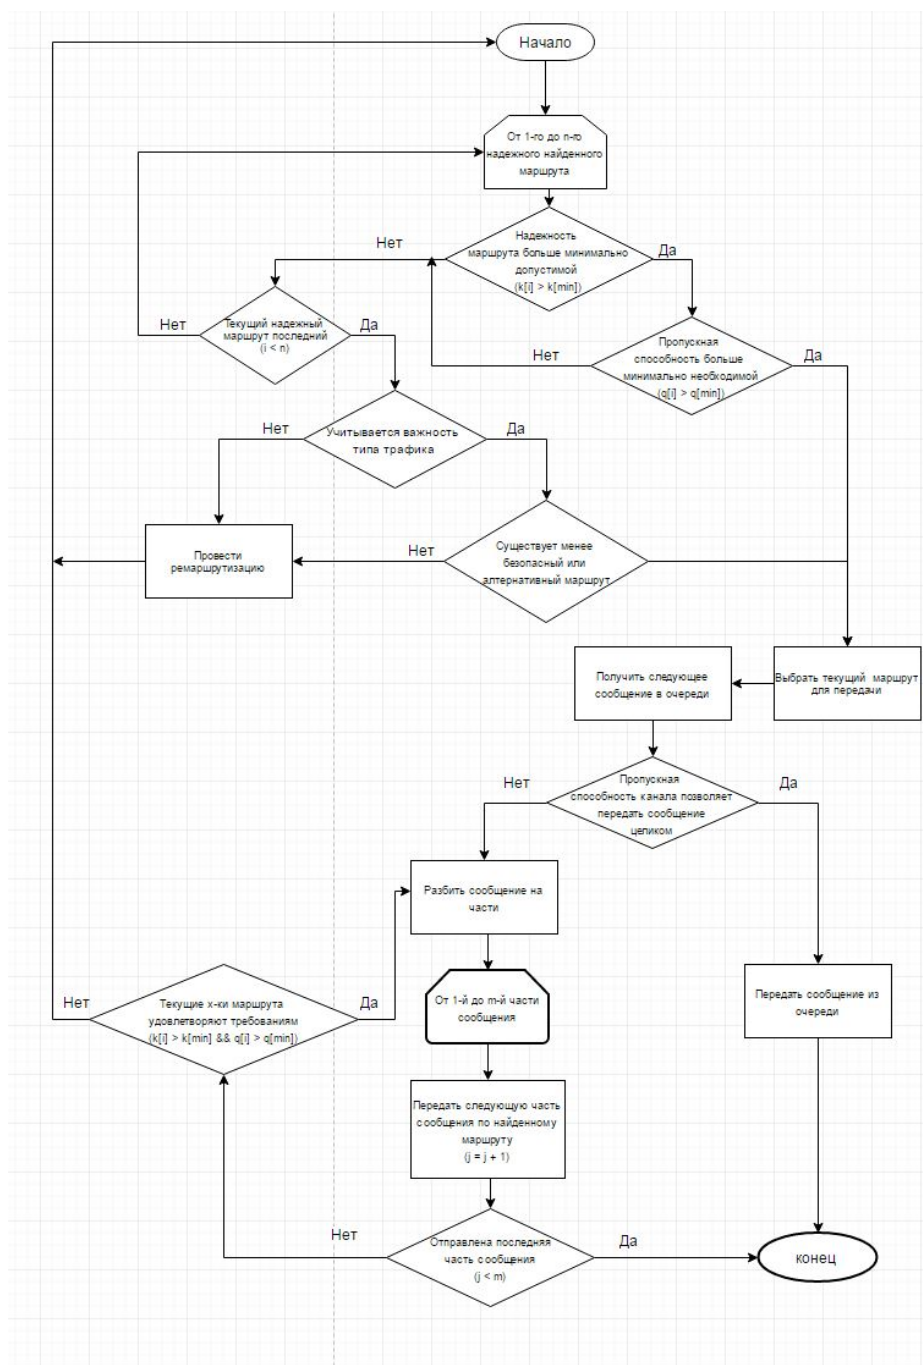 Начало
От 1-го до n-го
надежного найденного
маршрута
Надежность
маршрута больше минимально
допустимой
(k[i] > k[min])
Нет
Да
Текущий надежный
маршрут последний
(i < n)
Нет
Да
Пропускная
способность больше
минимально необходимой
(q[i] > q[min])
Нет
Да
Учитывается важность
типа трафика
Нет
Да
Провести
ремаршрутизацию
Нет
Существует менее
безопасный или
алтернативный маршрут
Получить следующее
сообщение в очереди
Выбрать текущий маршрут
для передачи
Пропускная
способность канала позволяет
передать сообщение
целиком
Нет
Да
Разбить сообщение на
части
От 1-й до m-й части
сообщения
Передать сообщение из
очереди
Текущие х-ки маршрута
удовлетворяют требованиям
(k[i] > k[min] && q[i] > q[min])
Нет
Да
Передать следующую часть
сообщения по найденному
маршруту
(j = j + 1)
Отправлена последняя
часть сообщения
(j < m)
Нет
Да
конец